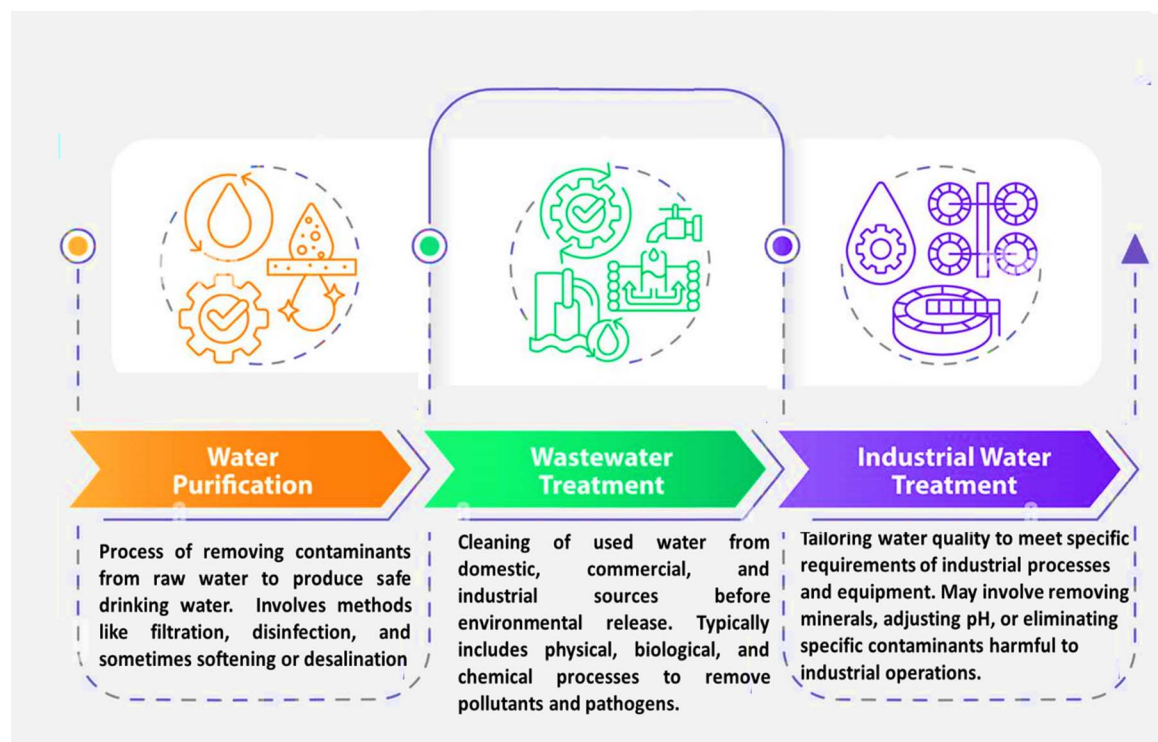 Water
Purification
Wastewater
Treatment
Industrial Water
Treatment
Process of removing contaminants
from raw water to produce safe
drinking water. Involves methods
like filtration, disinfection, and
sometimes softening or desalination
Cleaning of used water from
domestic, commercial, and
industrial sources before
environmental release. Typically
includes physical, biological, and
chemical processes to remove
pollutants and pathogens.
Tailoring water quality to meet specific
requirements of industrial processes
and equipment. May involve removing
minerals, adjusting pH, or eliminating
specific contaminants harmful to
industrial operations.